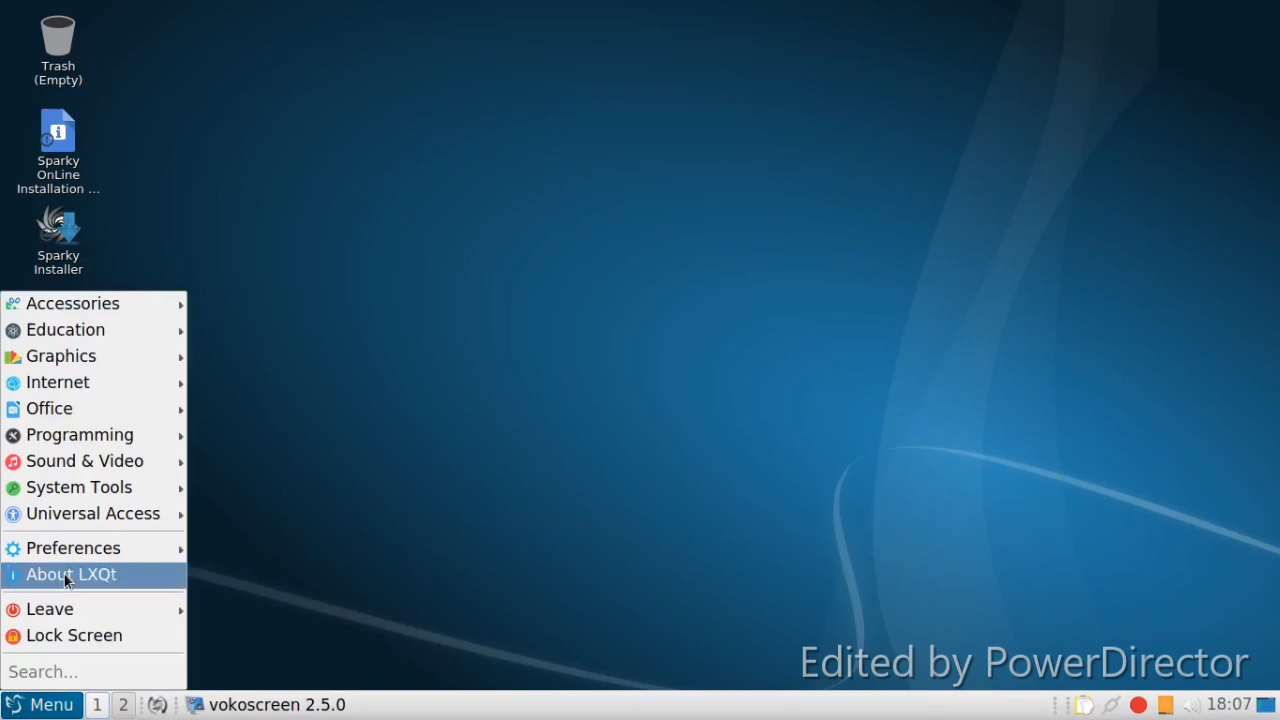 Trash
(Empty)
Sparky
OnLine
Installation ...
Sparky
Installer
Accessories
Education
Graphics
Internet
Office
Programming
Sound & Video
System Tools
Universal Access
Preferences
About LXQt
Leave
Lock Screen
Search...
Edited by PowerDirector
Menu 1 2 vokoscreen 2.5.0 18:07